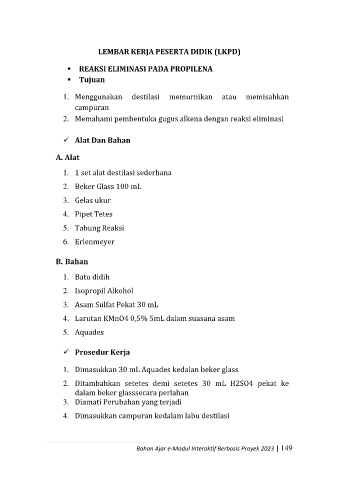 LEMBAR KERJA PESERTA DIDIK (LKPD)
▪ REAKSI ELIMINASI PADA PROPILENA
▪ Tujuan
1. Menggunakan destilasi memurnikan atau memisahkan
campuran
2. Memahami pembentuka gugus alkena dengan reaksi eliminasi
✓ Alat Dan Bahan
A. Alat
1. 1 set alat destilasi sederhana
2. Beker Glass 100 mL
3. Gelas ukur
4. Pipet Tetes
5. Tabung Reaksi
6. Erlenmeyer
B. Bahan
1. Batu didih
2. Isopropil Alkohol
3. Asam Sulfat Pekat 30 mL
4. Larutan KMnO4 0,5% 5mL dalam suasana asam
5. Aquades
✓ Prosedur Kerja
1. Dimasukkan 30 mL Aquades kedalan beker glass
2. Ditambahkan setetes demi setetes 30 mL H2SO4 pekat ke
dalam beker glasssecara perlahan
3. Diamati Perubahan yang terjadi
4. Dimasukkan campuran kedalam labu destilasi
Bahan Ajar e-Modul Interaktif Berbasis Proyek 2023 | 149